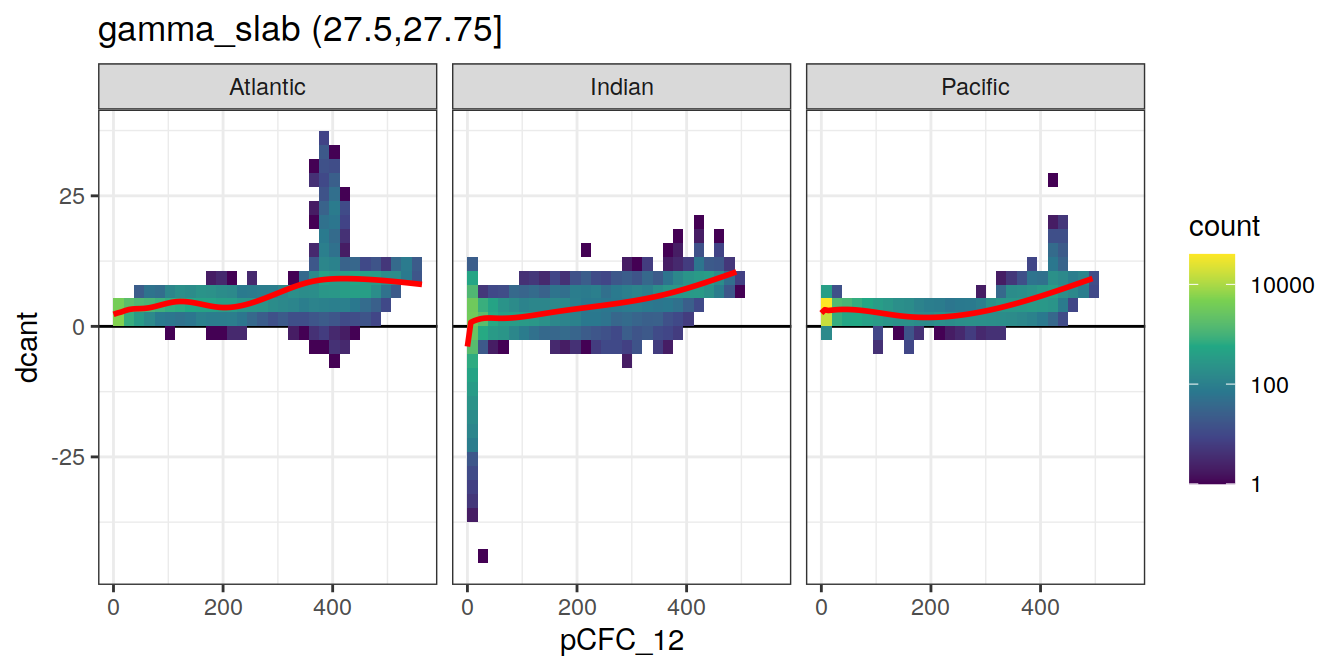 gamma_slab (27.5,27.75]
Atlantic
Indian
Pacific
dcant
25
0
-25
0 200 400
0 200 400
0 200 400
pCFC_12
count
10000
100
1